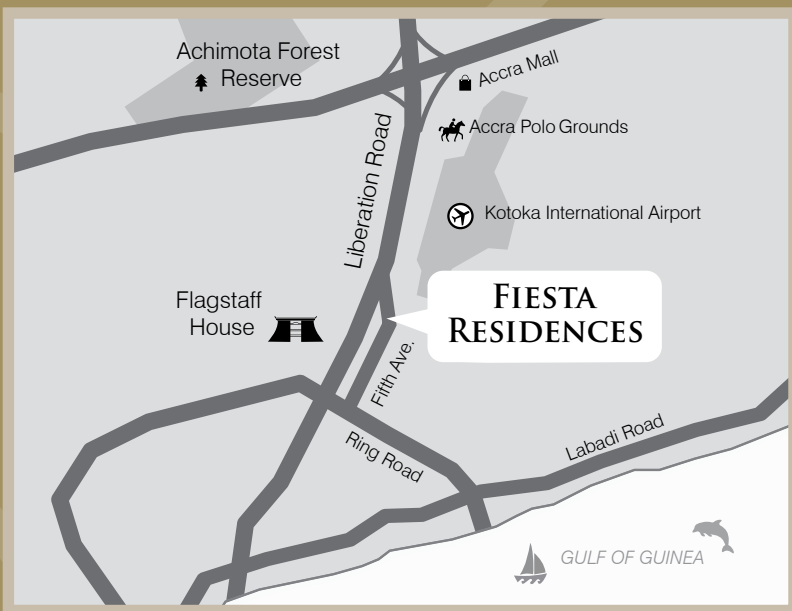 Achimota Forest
Reserve
Accra Mall
Accra Polo Grounds
Liberation Road
Kotoka International Airport
Flagstaff
House
FIESTA
RESIDENCES
Fifth Ave.
Ring Road
Labadi Road
GULF OF GUINEA